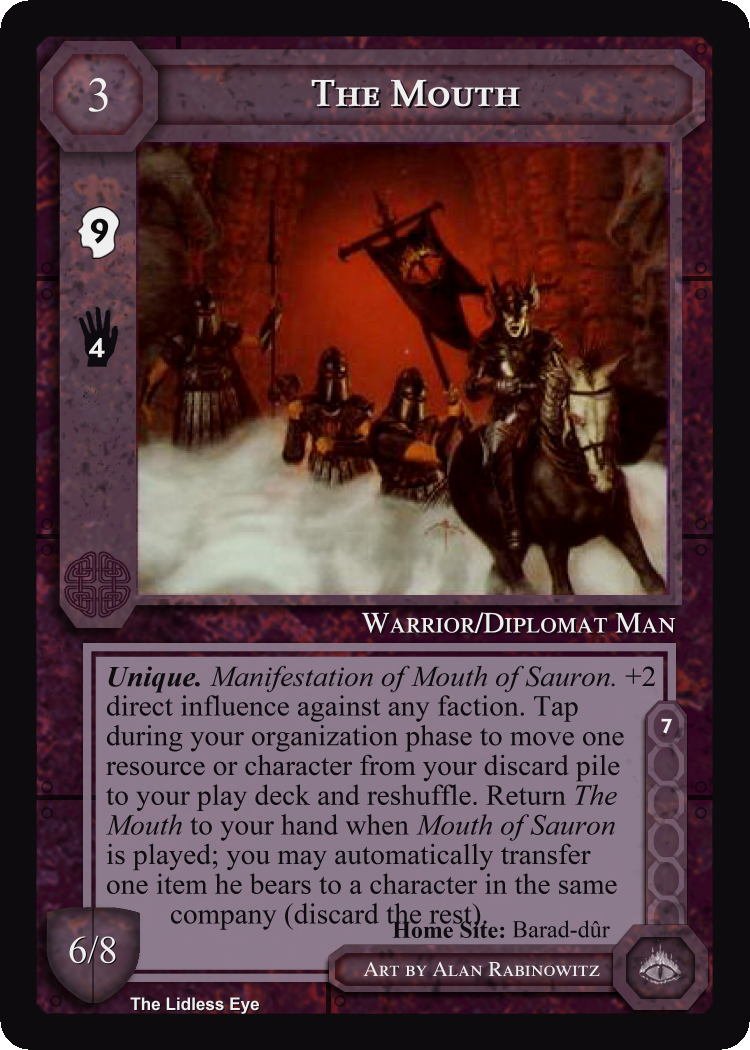 3
The Mouth
9
4
Warrior/Diplomat Man
Unique. Manifestation of Mouth of Sauron. +2
direct influence against any faction. Tap
during your organization phase to move one
resource or character from your discard pile
to your play deck and reshuffle. Return The
Mouth to your hand when Mouth of Sauron
is played; you may automatically transfer
one item he bears to a character in the same
company (discard the rest).
7
Home Site: Barad-dûr
6/8
Art by Alan Rabinowitz
The Lidless Eye